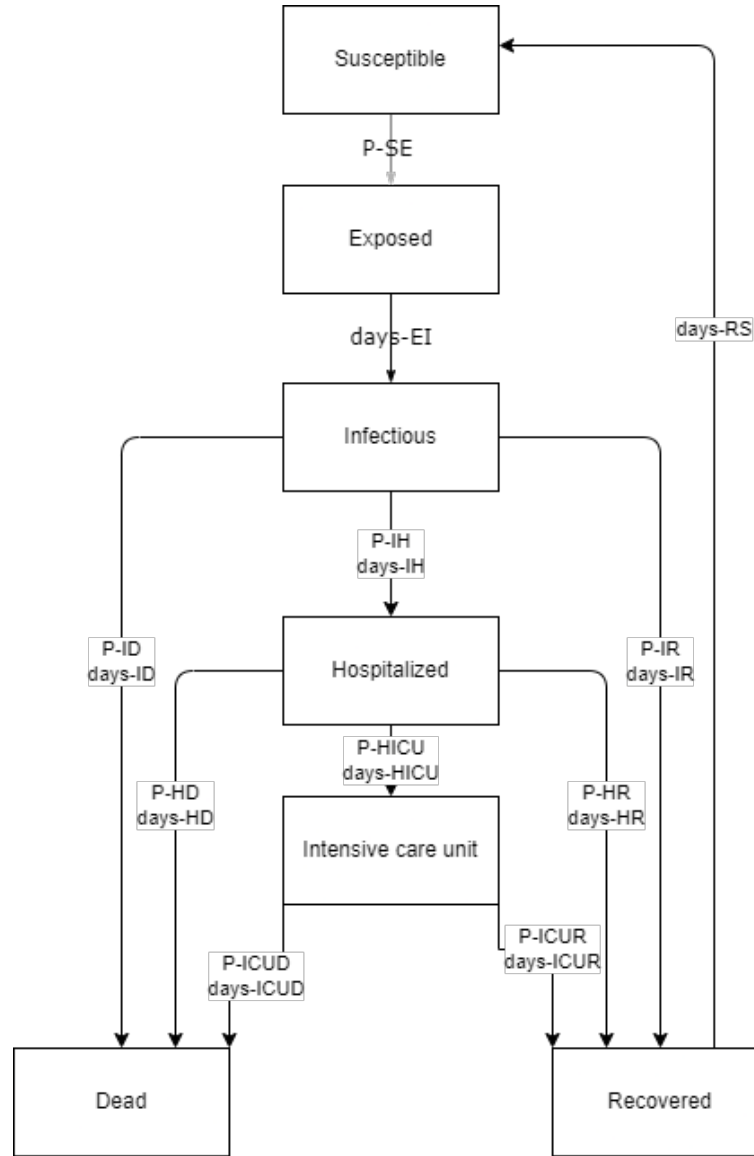 Susceptible
P-SE
Exposed
days-EI
days-RS
Infectious
P-IH
days-IH
P-ID
days-ID
Hospitalized
P-IR
days-IR
P-HICU
days-HICU
P-HD
days-HD
P-HR
days-HR
Intensive care unit
P-ICUD
days-ICUD
P-ICUR
days-ICUR
Dead
Recovered